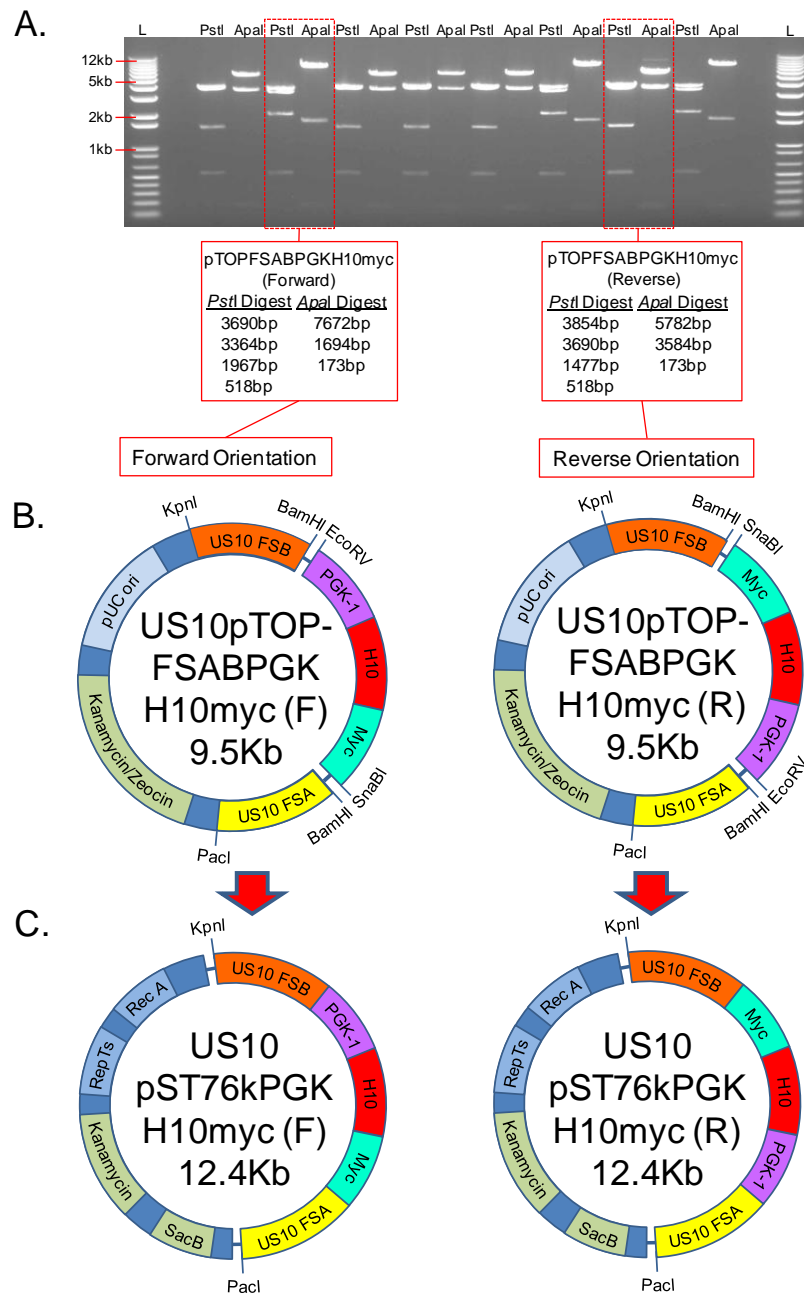 A.
L PstI ApaI PstI ApaI PstI ApaI PstI ApaI PstI ApaI PstI ApaI PstI ApaI PstI ApaI L
12kb
5kb
2kb
1kb
pTOPFSABPGKH10myc
(Forward)
PstI Digest ApaI Digest
3690bp 7672bp
3364bp 1694bp
1967bp 173bp
518bp
pTOPFSABPGKH10myc
(Reverse)
PstI Digest ApaI Digest
3854bp 5782bp
3690bp 3584bp
1477bp 173bp
518bp
Forward Orientation
Reverse Orientation
B.
KpnI
BamHI EcoRV
US10 FSB
PGK-1
H10
Myc
BamHI SnaBI
US10 FSA
PacI
Kanamycin/Zeocin
pUC ori
US10pTOP-
FSABPGK
H10myc (F)
9.5Kb
KpnI
BamHI SnaBI
US10 FSB
Myc
H10
PGK-1
BamHI EcoRV
US10 FSA
PacI
Kanamycin/Zeocin
pUC ori
US10pTOP-
FSABPGK
H10myc (R)
9.5Kb
C.
KpnI
US10 FSB
PGK-1
H10
Myc
US10 FSA
PacI
SacB
Kanamycin
RepTs
Rec A
US10
pST76kPGK
H10myc (F)
12.4Kb
KpnI
US10 FSB
Myc
H10
PGK-1
US10 FSA
PacI
SacB
Kanamycin
RepTs
Rec A
US10
pST76kPGK
H10myc (R)
12.4Kb